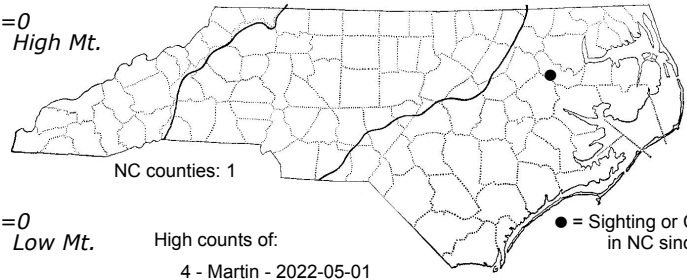 =0
High Mt.
NC counties: 1
=0
Low Mt.
High counts of:
4 - Martin - 2022-05-01
● = Sighting or
in NC